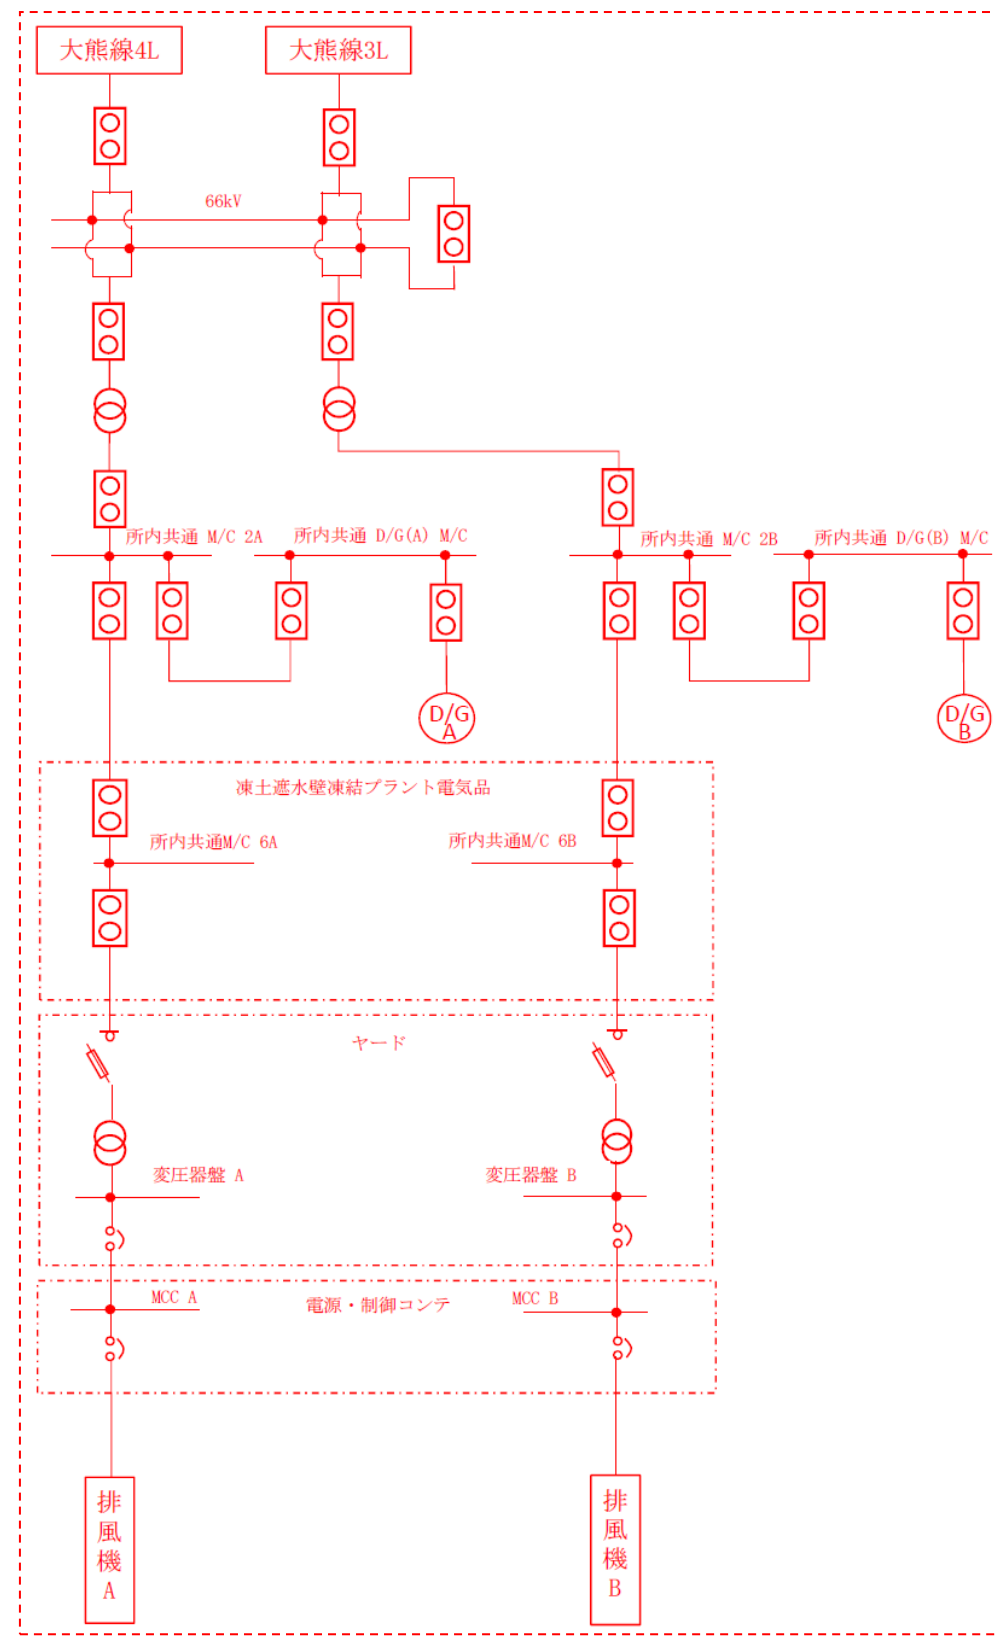 大熊線4L
大熊線3L
66kV
所内共通 M/C 2A
所内共通 D/G(A) M/C
所内共通 M/C 2B
所内共通 D/G(B) M/C
D/G
A
D/G
B
凍土遮水壁凍結プラント電気品
所内共通M/C 6A
所内共通M/C 6B
ヤード
変圧器盤 A
変圧器盤 B
MCC A
電源・制御コンテ
MCC B
排風機A
排風機B